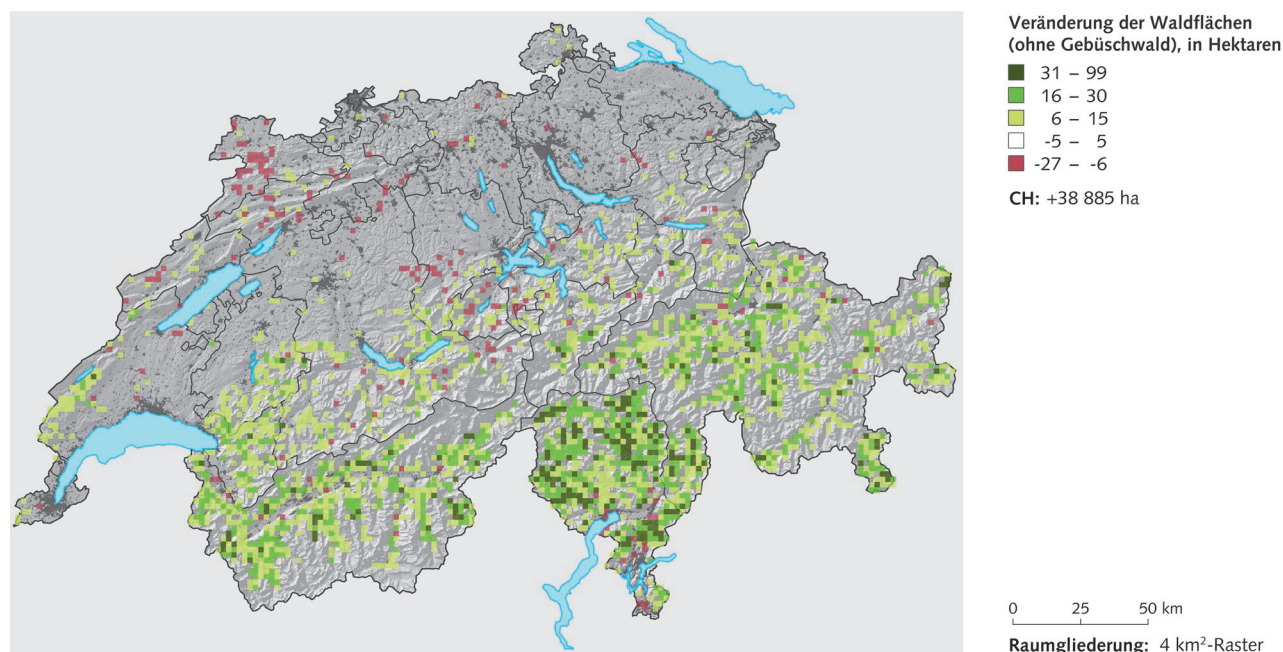 Veränderung der Waldflächen
(ohne Gebüschwald), in Hektaren
31 – 99
16 – 30
6 – 15
-5 – 5
-27 – -6
CH: +38 885 ha
0 25 50 km
Raumgliederung: 4 km²-Raster